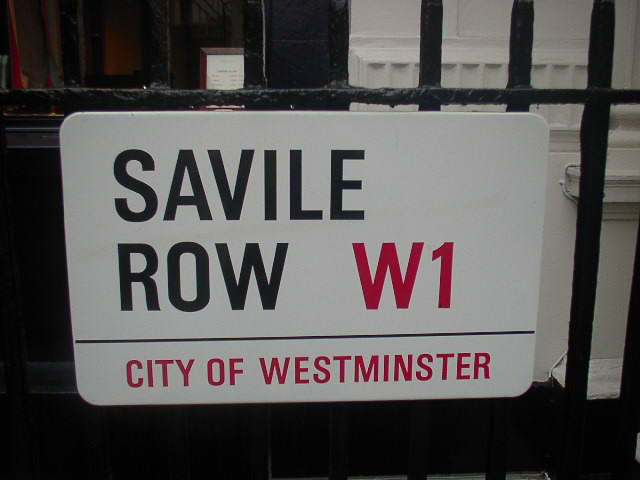 SAVILE
ROW W1
CITY OF WESTMINSTER